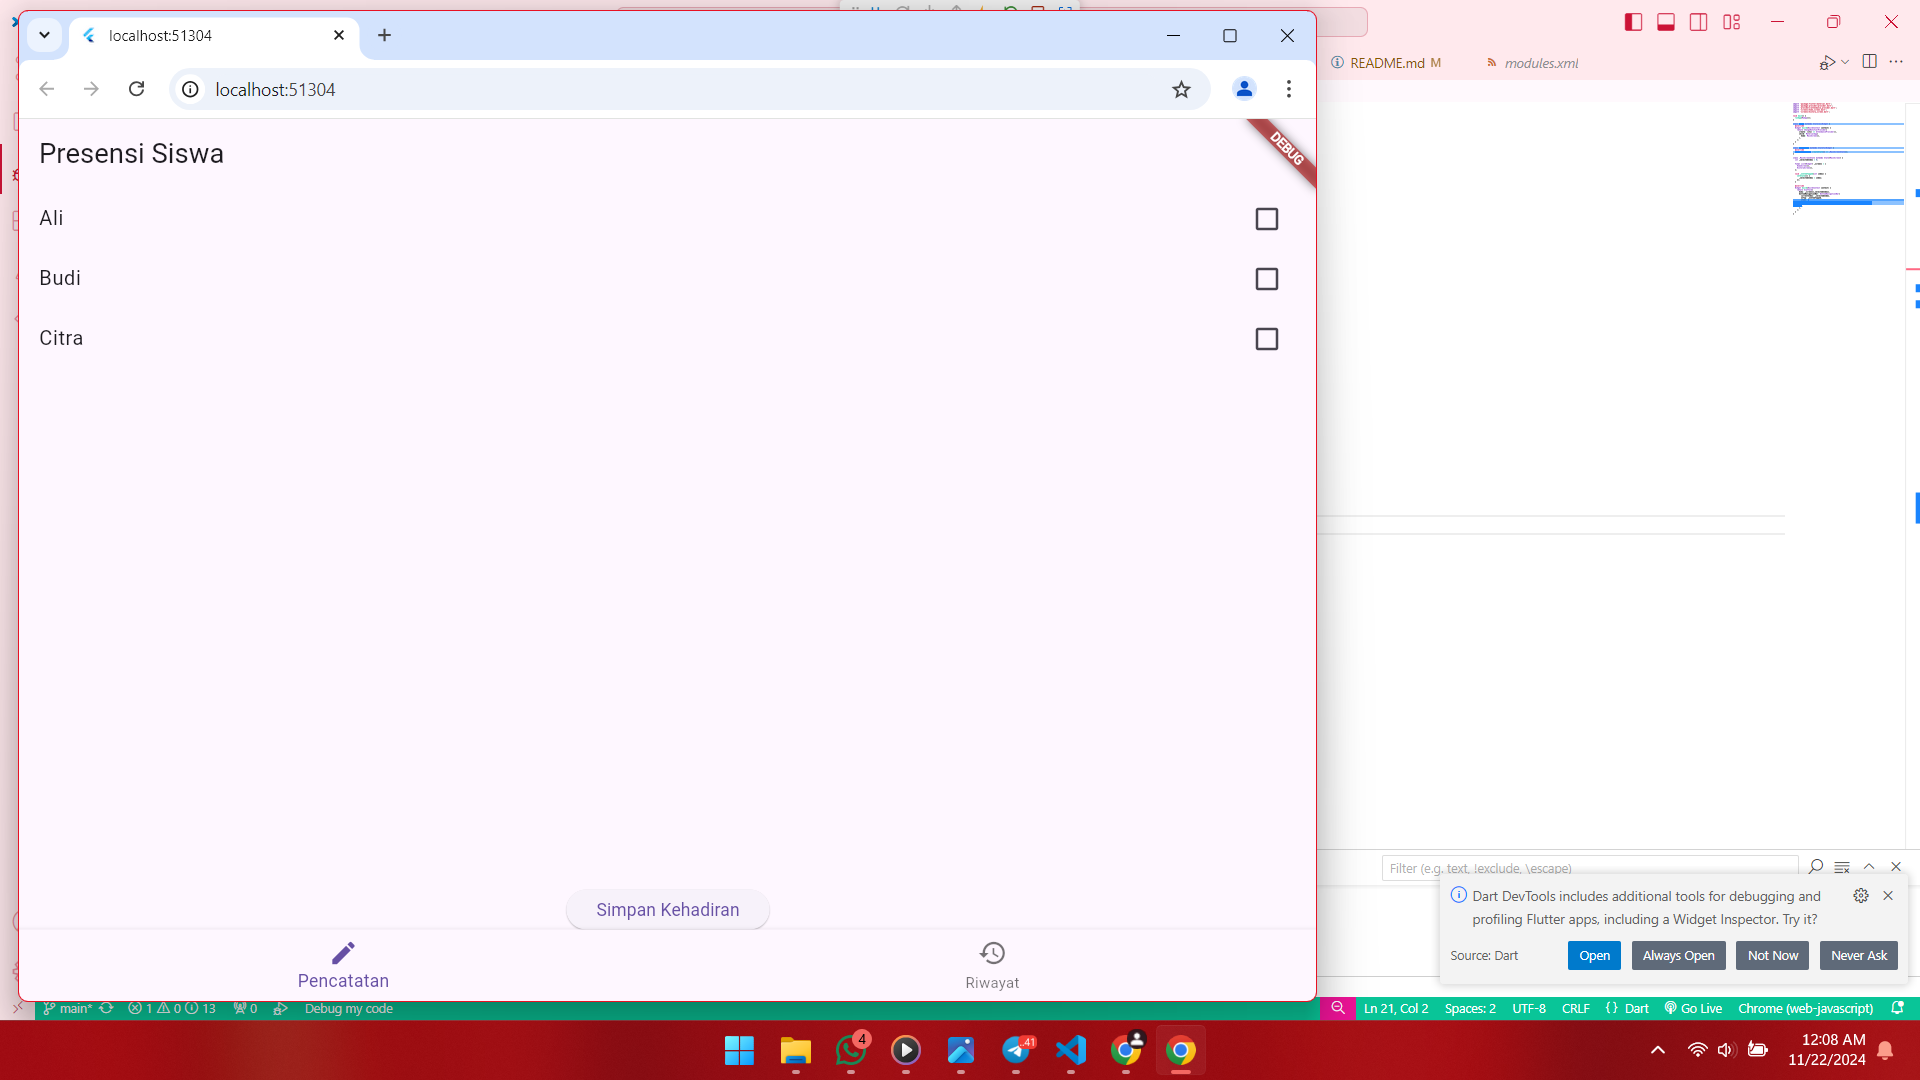 localhost:51304
localhost:51304
README.md M
modules.xml
DEBUG
Presensi Siswa
Ali
Budi
Citra
Simpan Kehadiran
Pencatatan
Riwayat
Filter (e.g. text, !exclude, \escape)
Dart DevTools includes additional tools for debugging and
profiling Flutter apps, including a Widget Inspector. Try it?
Source: Dart
Open
Always Open
Not Now
Never Ask
main* 1 0 13 0 Debug my code
Ln 21, Col 2 Spaces: 2 UTF-8 CRLF {} Dart Go Live Chrome (web-javascript)
4
41
12:08 AM
11/22/2024